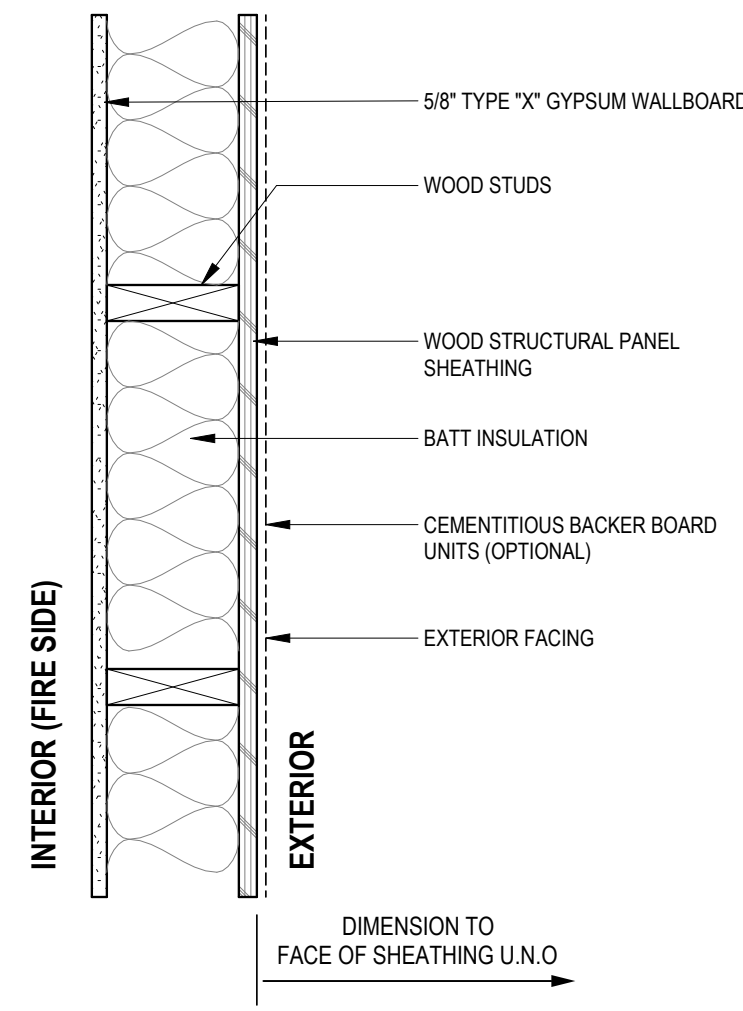 5/8" TYPE "X" GYPSUM WALLBOARD
WOOD STUDS
WOOD STRUCTURAL PANEL
SHEATHING
BATT INSULATION
CEMENTITIOUS BACKER BOARD
UNITS (OPTIONAL)
EXTERIOR FACING
INTERIOR (FIRE SIDE)
EXTERIOR
DIMENSION TO
FACE OF SHEATHING U.N.O